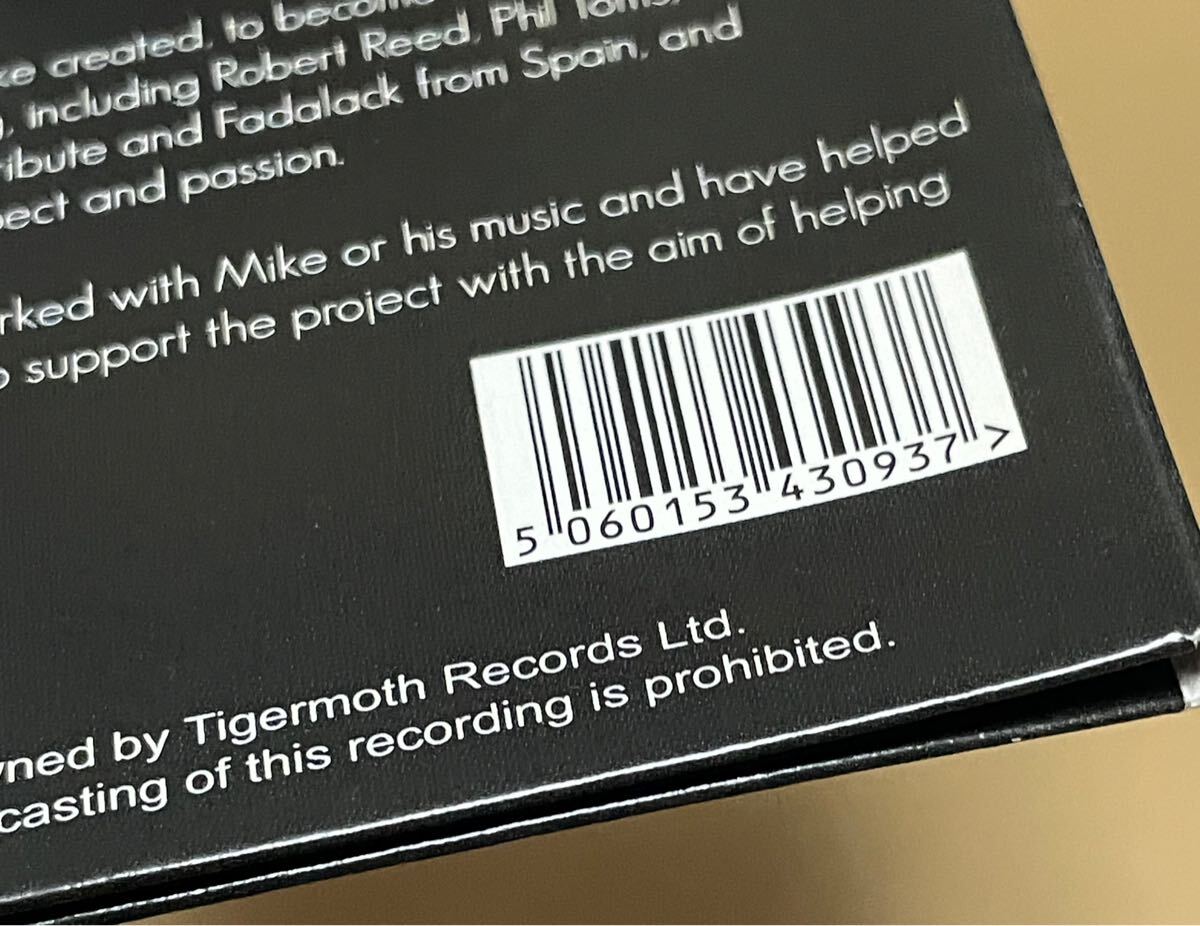 created, to become
including Robert Reed, Phil
ribute and Fadalack from Spain, and
pect and passion.
rked with Mike or his music and have helped
o support the project with the aim of helping
5 060153 430937 >
ned by Tigermoth Records Ltd.
casting of this recording is prohibited.